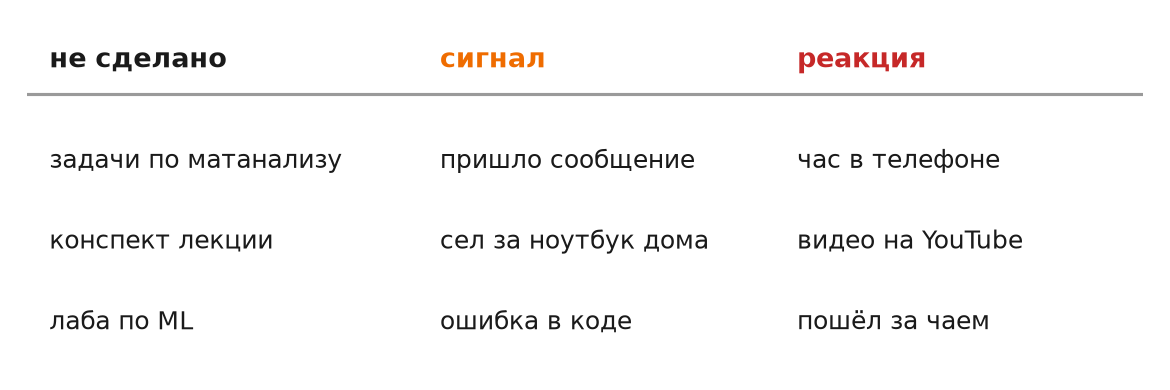 не сделано сигнал реакция
задачи по матанализу пришло сообщение час в телефоне
конспект лекции сел за ноутбук дома видео на YouTube
лаба по ML ошибка в коде пошёл за чаем